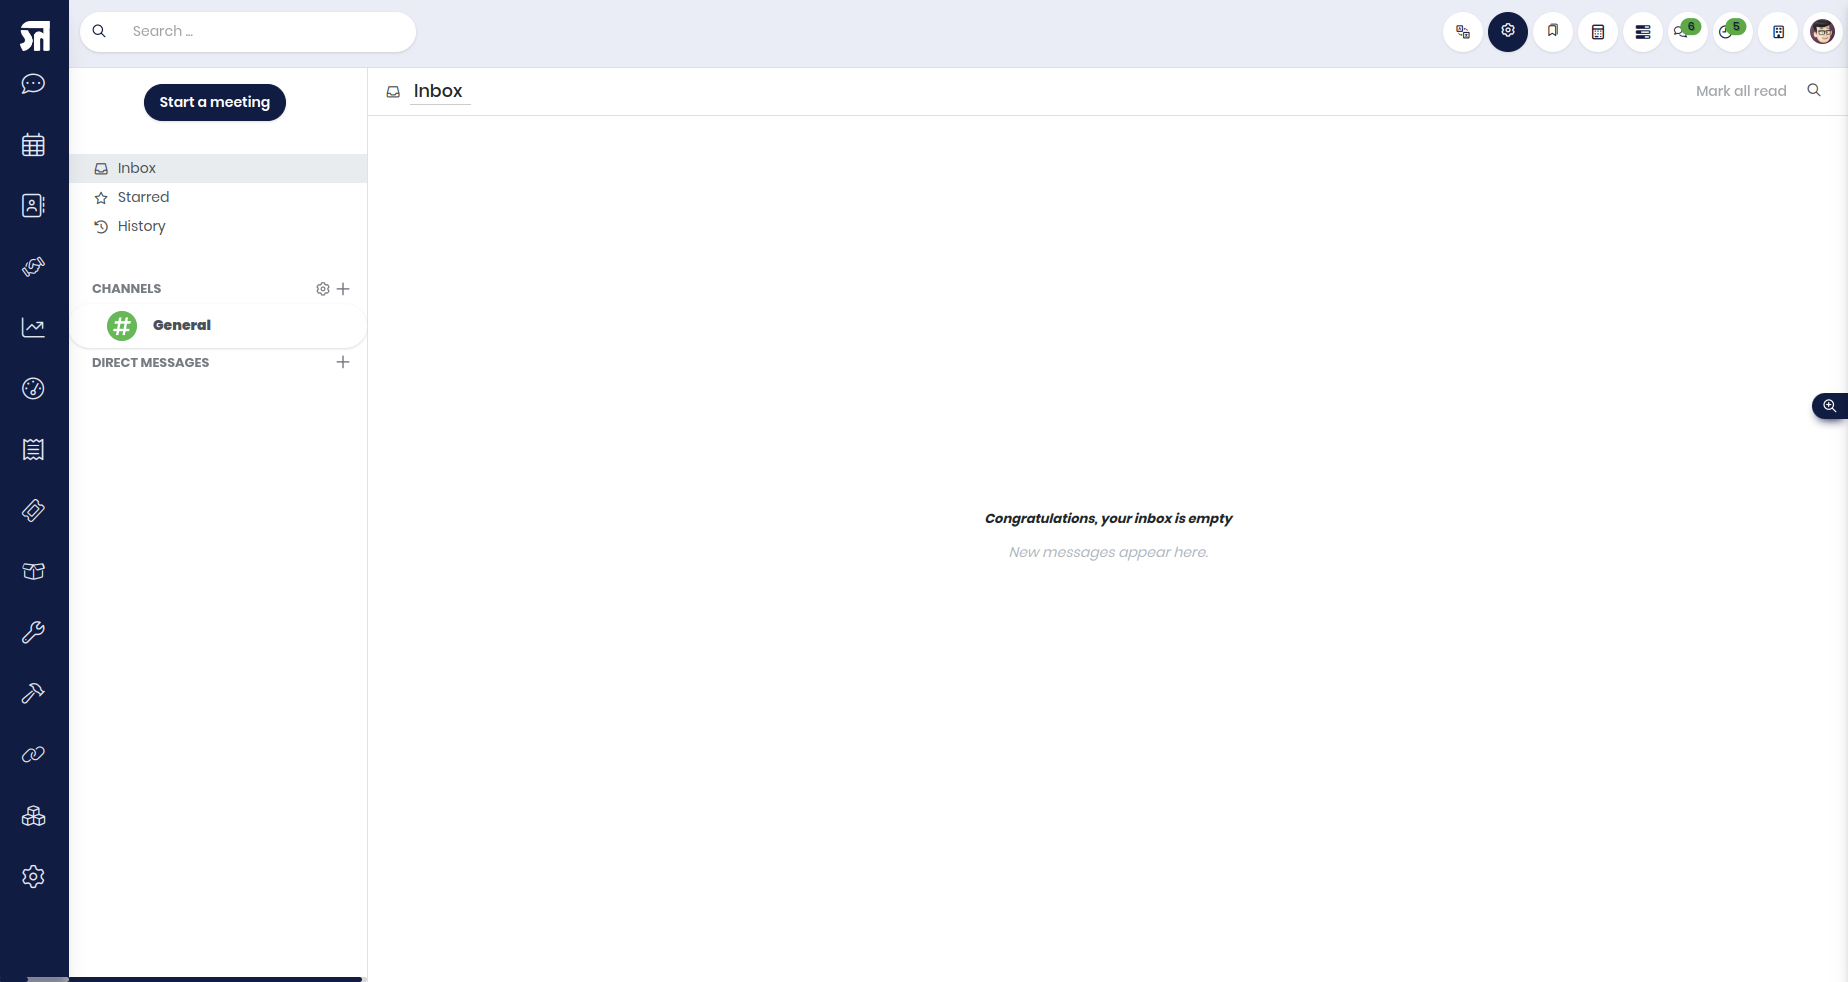 Search ...
6
5
Start a meeting
Inbox
Mark all read
Inbox
Starred
History
CHANNELS
General
DIRECT MESSAGES
Congratulations, your inbox is empty
New messages appear here.